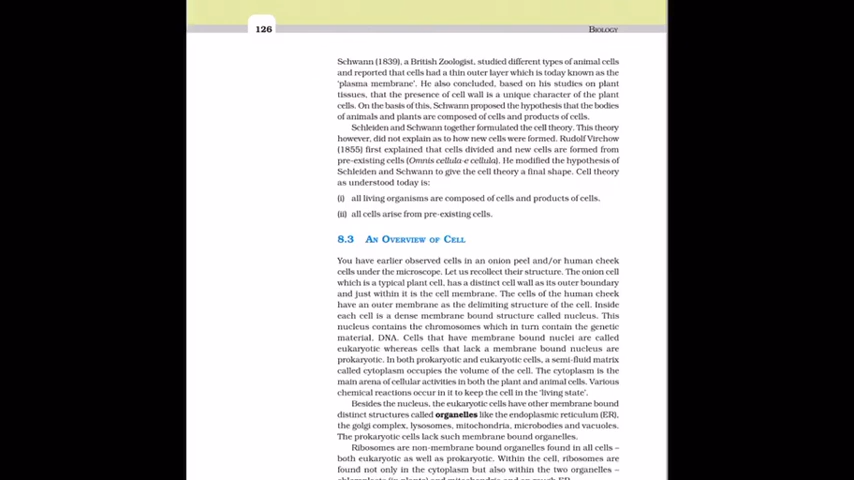 126
BIOLOGY
Schwann (1839), a British Zoologist, studied different types of animal cells
and reported that cells had a thin outer layer which is today known as the
‘plasma membrane’. He also concluded, based on his studies on plant
tissues, that the presence of cell wall is a unique character of the plant
cells. On the basis of this, Schwann proposed the hypothesis that the bodies
of animals and plants are composed of cells and products of cells.
Schleiden and Schwann together formulated the cell theory. This theory
however, did not explain as to how new cells were formed. Rudolf Virchow
(1855) first explained that cells divided and new cells are formed from
pre-existing cells (Omnis cellula-e cellula). He modified the hypothesis of
Schleiden and Schwann to give the cell theory a final shape. Cell theory
as understood today is:
(i) all living organisms are composed of cells and products of cells.
(ii) all cells arise from pre-existing cells.
8.3 AN OVERVIEW OF CELL
You have earlier observed cells in an onion peel and/or human cheek
cells under the microscope. Let us recollect their structure. The onion cell
which is a typical plant cell, has a distinct cell wall as its outer boundary
and just within it is the cell membrane. The cells of the human cheek
have an outer membrane as the delimiting structure of the cell. Inside
each cell is a dense membrane bound structure called nucleus. This
nucleus contains the chromosomes which in turn contain the genetic
material, DNA. Cells that have membrane bound nuclei are called
eukaryotic whereas cells that lack a membrane bound nucleus are
prokaryotic. In both prokaryotic and eukaryotic cells, a semi-fluid matrix
called cytoplasm occupies the volume of the cell. The cytoplasm is the
main arena of cellular activities in both the plant and animal cells. Various
chemical reactions occur in it to keep the cell in the ‘living state’.
Besides the nucleus, the eukaryotic cells have other membrane bound
distinct structures called organelles like the endoplasmic reticulum (ER),
the golgi complex, lysosomes, mitochondria, microbodies and vacuoles.
The prokaryotic cells lack such membrane bound organelles.
Ribosomes are non-membrane bound organelles found in all cells –
both eukaryotic as well as prokaryotic. Within the cell, ribosomes are
found not only in the cytoplasm but also within the two organelles –
chloroplasts (in plants) and mitochondria and on rough ER.